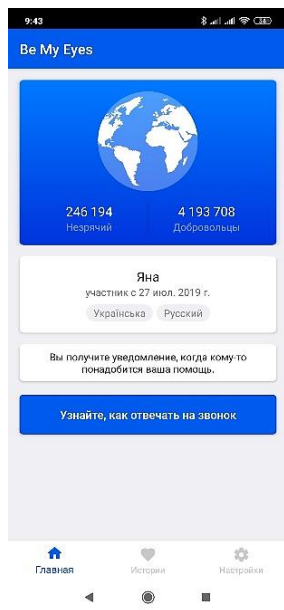 9:43
Be My Eyes
246 194
4 193 708
Незрячий
Добровольцы
Яна
участник с 27 июл. 2019 г.
Українська
Русский
Вы получите уведомление, когда кому-то
понадобится ваша помощь.
Узнайте, как отвечать на звонок
Главная
Истории
Настройки